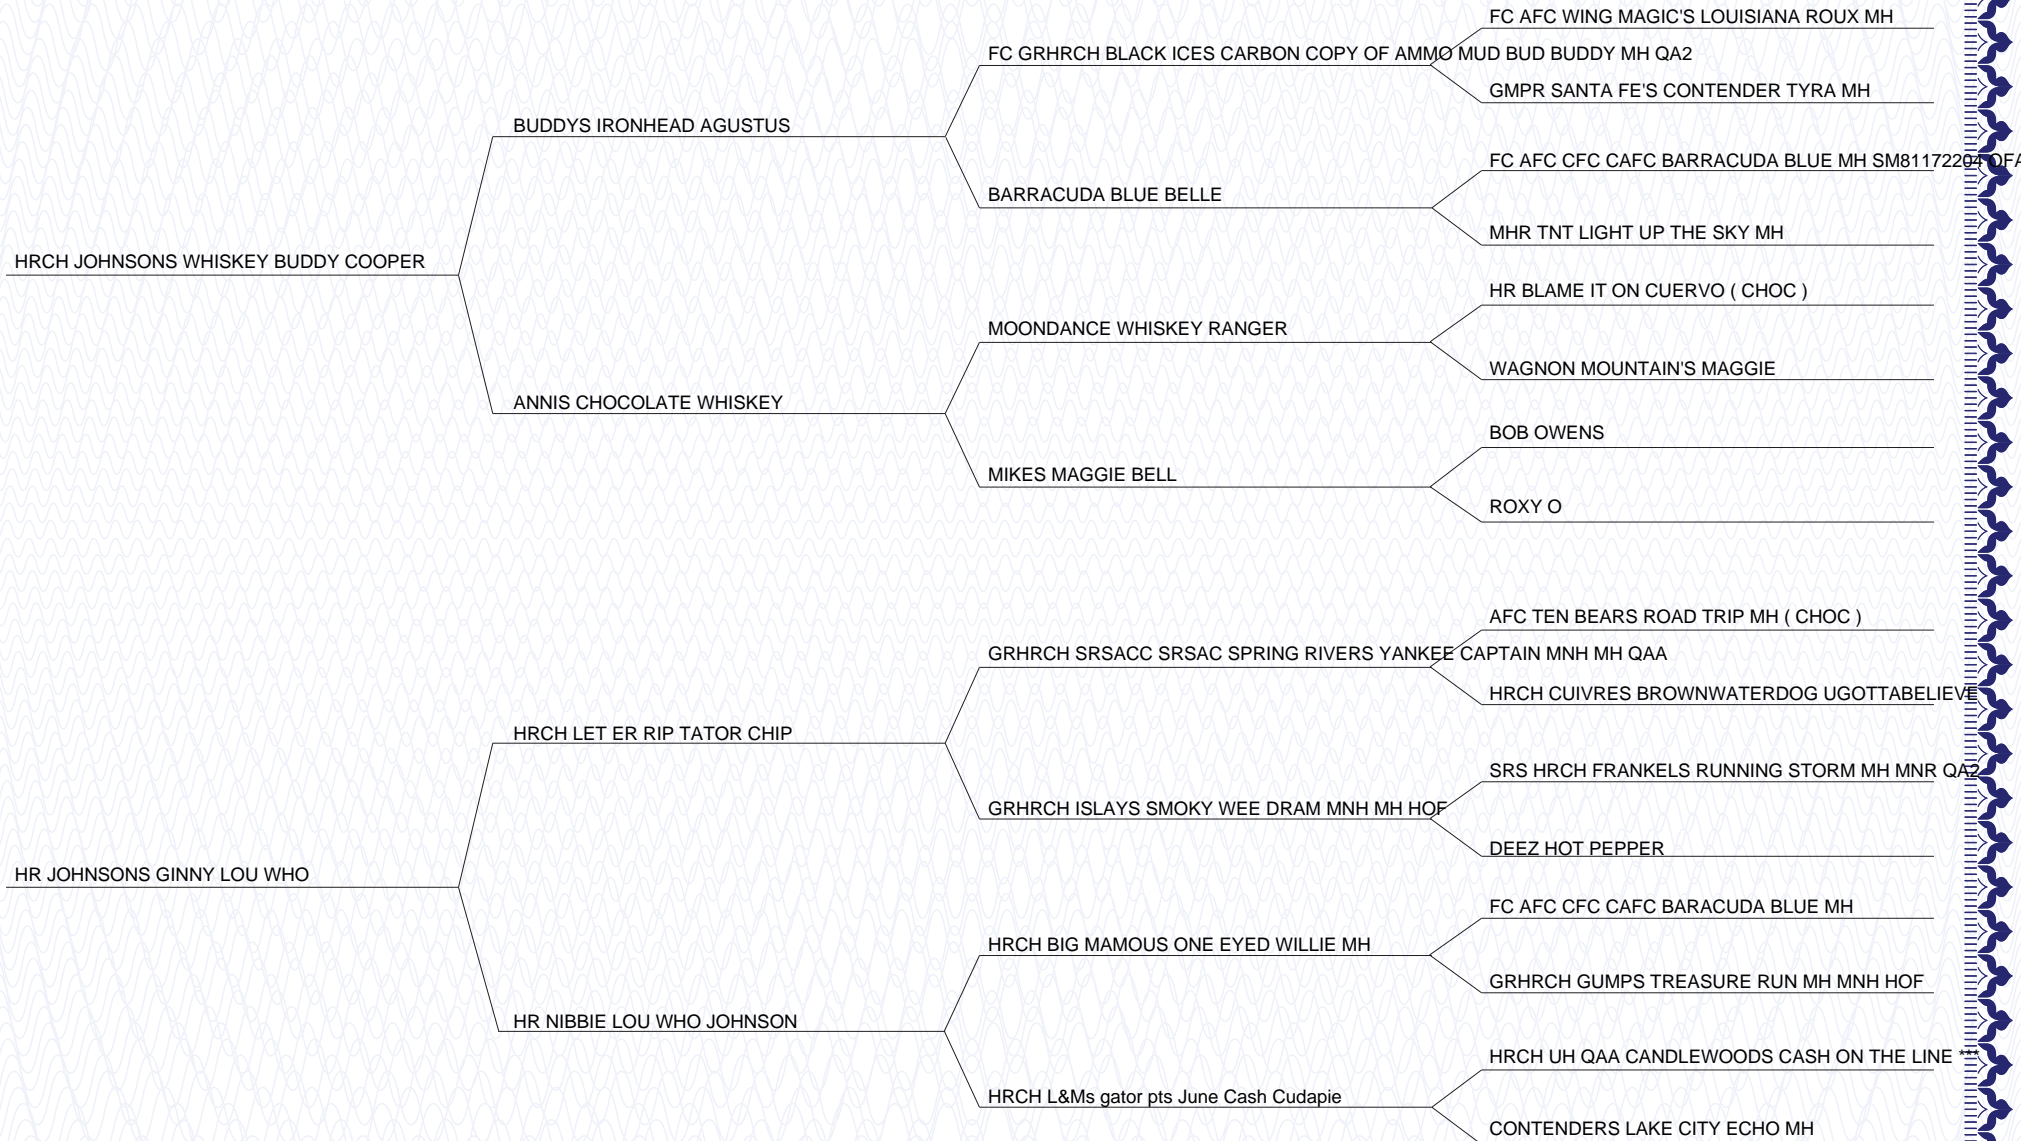 FC AFC WING MAGIC'S LOUISIANA ROUX MH
FC GRHRCH BLACK ICES CARBON COPY OF AMMO MUD BUD BUDDY MH QA2
GMPR SANTA FE'S CONTENDER TYRA MH
BUDDYS IRONHEAD AGUSTUS
FC AFC CFC CAFC BARRACUDA BLUE MH SM81172204 OFA
BARRACUDA BLUE BELLE
MHR TNT LIGHT UP THE SKY MH
HRCH JOHNSONS WHISKEY BUDDY COOPER
HR BLAME IT ON CUERVO ( CHOC )
MOONDANCE WHISKEY RANGER
WAGNON MOUNTAIN'S MAGGIE
ANNIS CHOCOLATE WHISKEY
BOB OWENS
MIKES MAGGIE BELL
ROXY O
AFC TEN BEARS ROAD TRIP MH ( CHOC )
GRHRCH SRSACC SRSAC SPRING RIVERS YANKEE CAPTAIN MNH MH QAA
HRCH CUIVRES BROWNWATERDOG UGOTTABELIEVE
HRCH LET ER RIP TATOR CHIP
SRS HRCH FRANKELS RUNNING STORM MH MNR QA2
GRHRCH ISLAYS SMOKY WEE DRAM MNH MH HOF
DEEZ HOT PEPPER
HR JOHNSONS GINNY LOU WHO
FC AFC CFC CAFC BARACUDA BLUE MH
HRCH BIG MAMOUS ONE EYED WILLIE MH
GRHRCH GUMPS TREASURE RUN MH MNH HOF
HR NIBBIE LOU WHO JOHNSON
HRCH UH QAA CANDLEWOODS CASH ON THE LINE ***
HRCH L&Ms gator pts June Cash Cudapie
CONTENDERS LAKE CITY ECHO MH